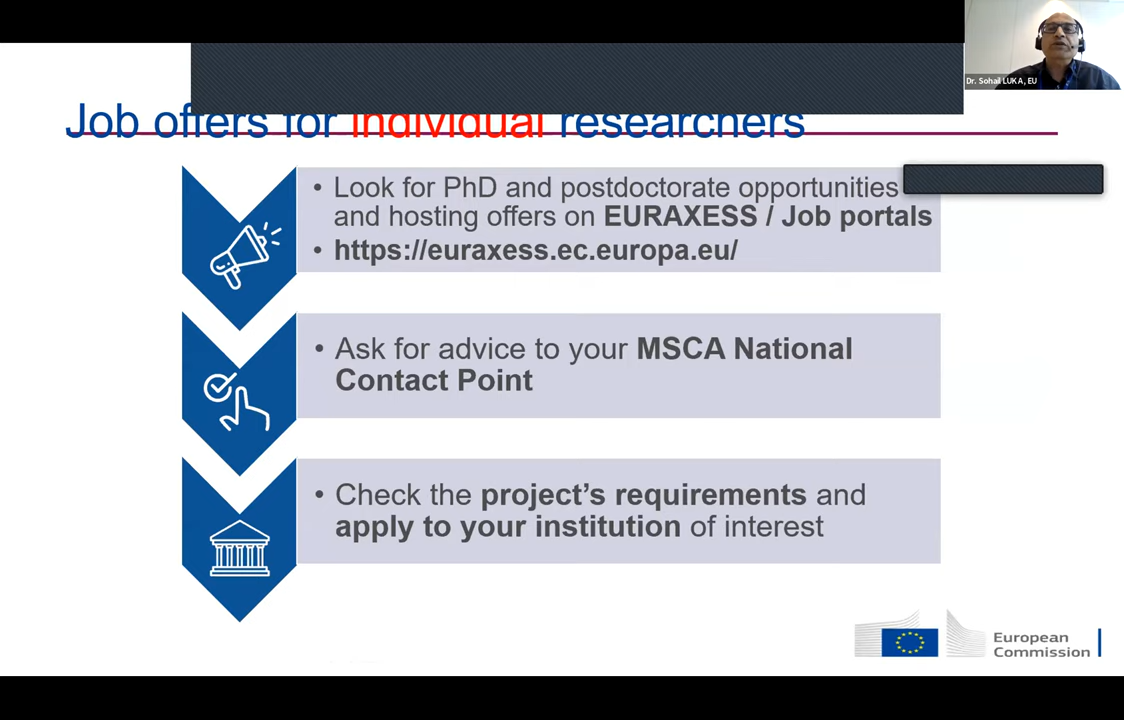 Dr. Sohail LUKA, EU
Job offers for individual researchers
• Look for PhD and postdoctorate opportunities
and hosting offers on EURAXESS / Job portals
• https://euraxess.ec.europa.eu/
• Ask for advice to your MSCA National
Contact Point
• Check the project's requirements and
apply to your institution of interest
European
Commission